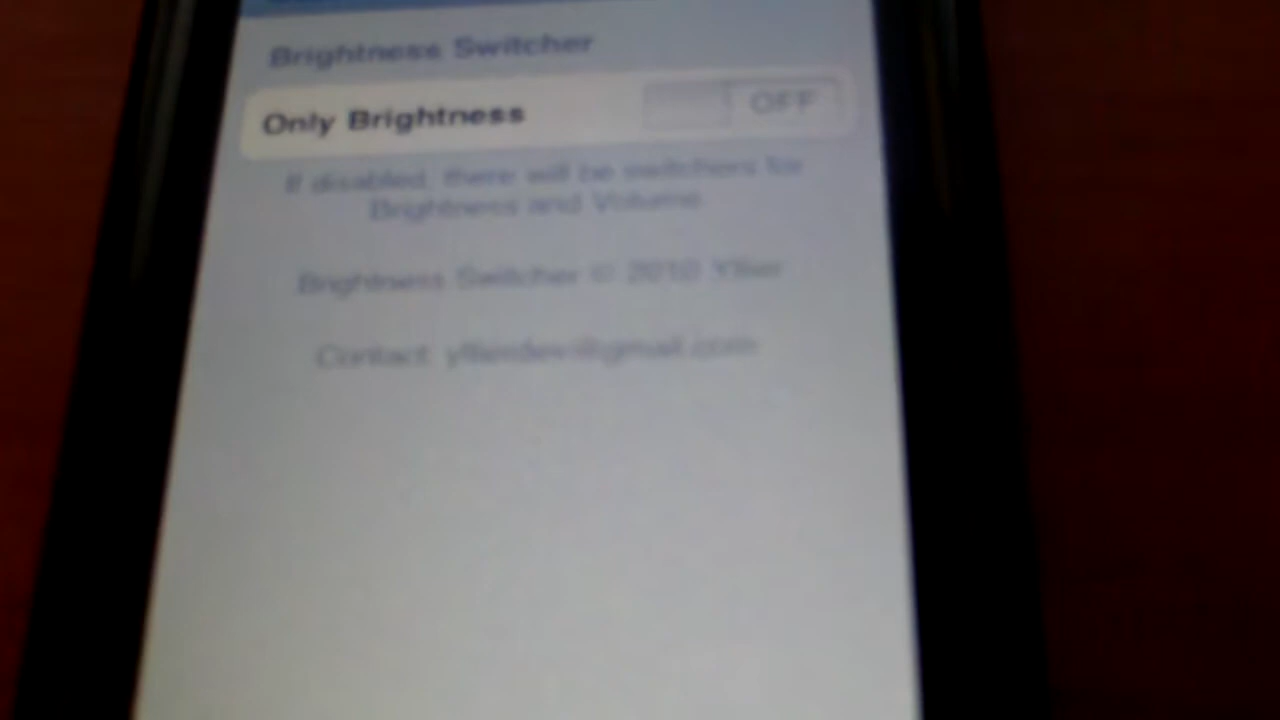 Brightness Switcher
Only Brightness OFF
If disabled, there will be switchers for
Brightness and Volume.
Brightness Switcher © 2010 Yllier
Contact: